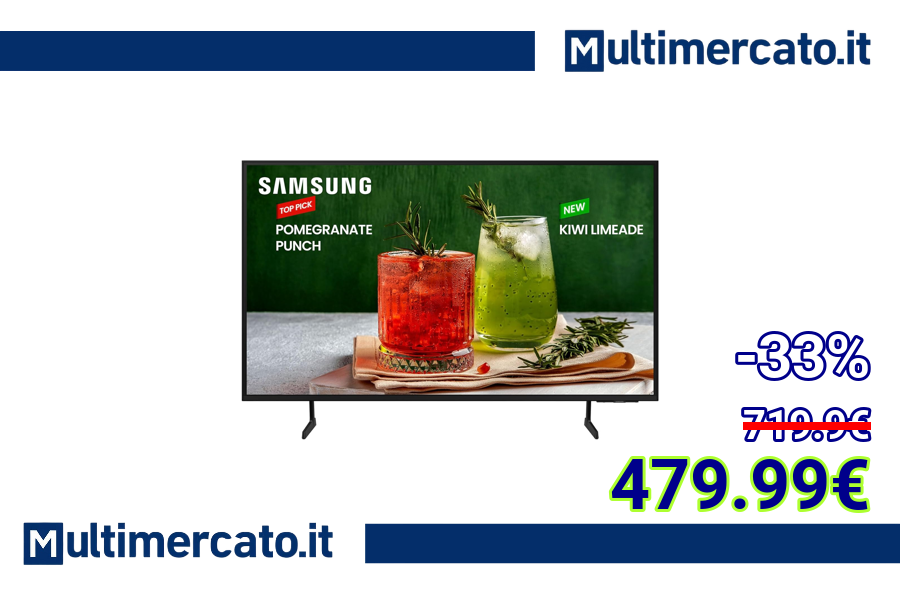 Multimercato.it
SAMSUNG
TOP PICK
POMEGRANATE
PUNCH
NEW
KIWI LIMEADE
-33%
719.9€
479.99€
Multimercato.it